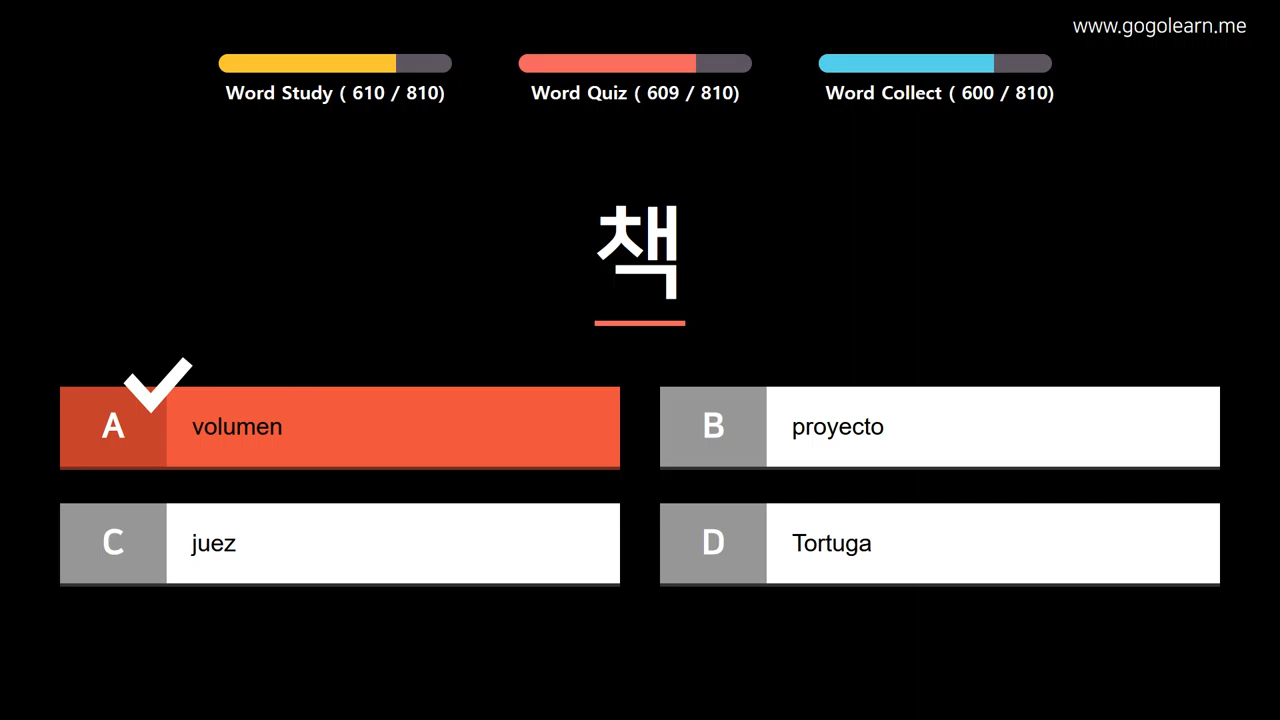 www.gogolearn.me
Word Study ( 610 / 810)
Word Quiz ( 609 / 810)
Word Collect ( 600 / 810)
책
A volumen
B proyecto
C juez
D Tortuga